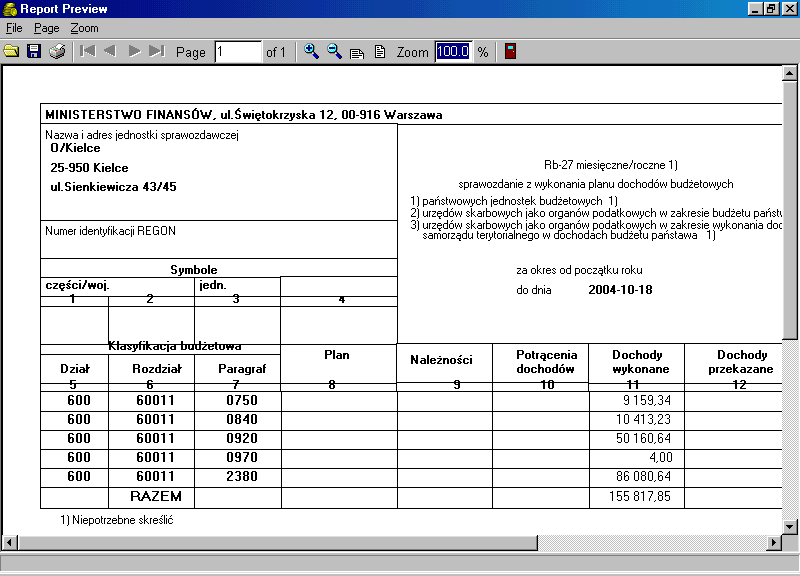 Report Preview
File Page Zoom
Page 1 of 1 Zoom 100.0 %
MINISTERSTWO FINANSÓW, ul.Świętokrzyska 12, 00-916 Warszawa
Nazwa i adres jednostki sprawozdawczej
O/Kielce
25-950 Kielce
ul.Sienkiewicza 43/45
Numer identyfikacji REGON
Rb-27 miesięczne/roczne 1)
sprawozdanie z wykonania planu dochodów budżetowych
1) państwowych jednostek budżetowych 1)
2) urzędów skarbowych jako organów podatkowych w zakresie budżetu państw
3) urzędów skarbowych jako organów podatkowych w zakresie wykonania doc
samorządu terytorialnego w dochodach budżetu państawa 1)
za okres od początku roku
do dnia 2004-10-18
Symbole
części/woj. jedn.
1 2 3 4
Klasyfikacja budżetowa
Dział Rozdział Paragraf Plan Należności Potrącenia dochodów Dochody wykonane Dochody przekazane
5 6 7 8 9 10 11 12
600 60011 0750 9 159,34
600 60011 0840 10 413,23
600 60011 0920 50 160,64
600 60011 0970 4,00
600 60011 2380 86 080,64
RAZEM 155 817,85
1) Niepotrzebne skreślić